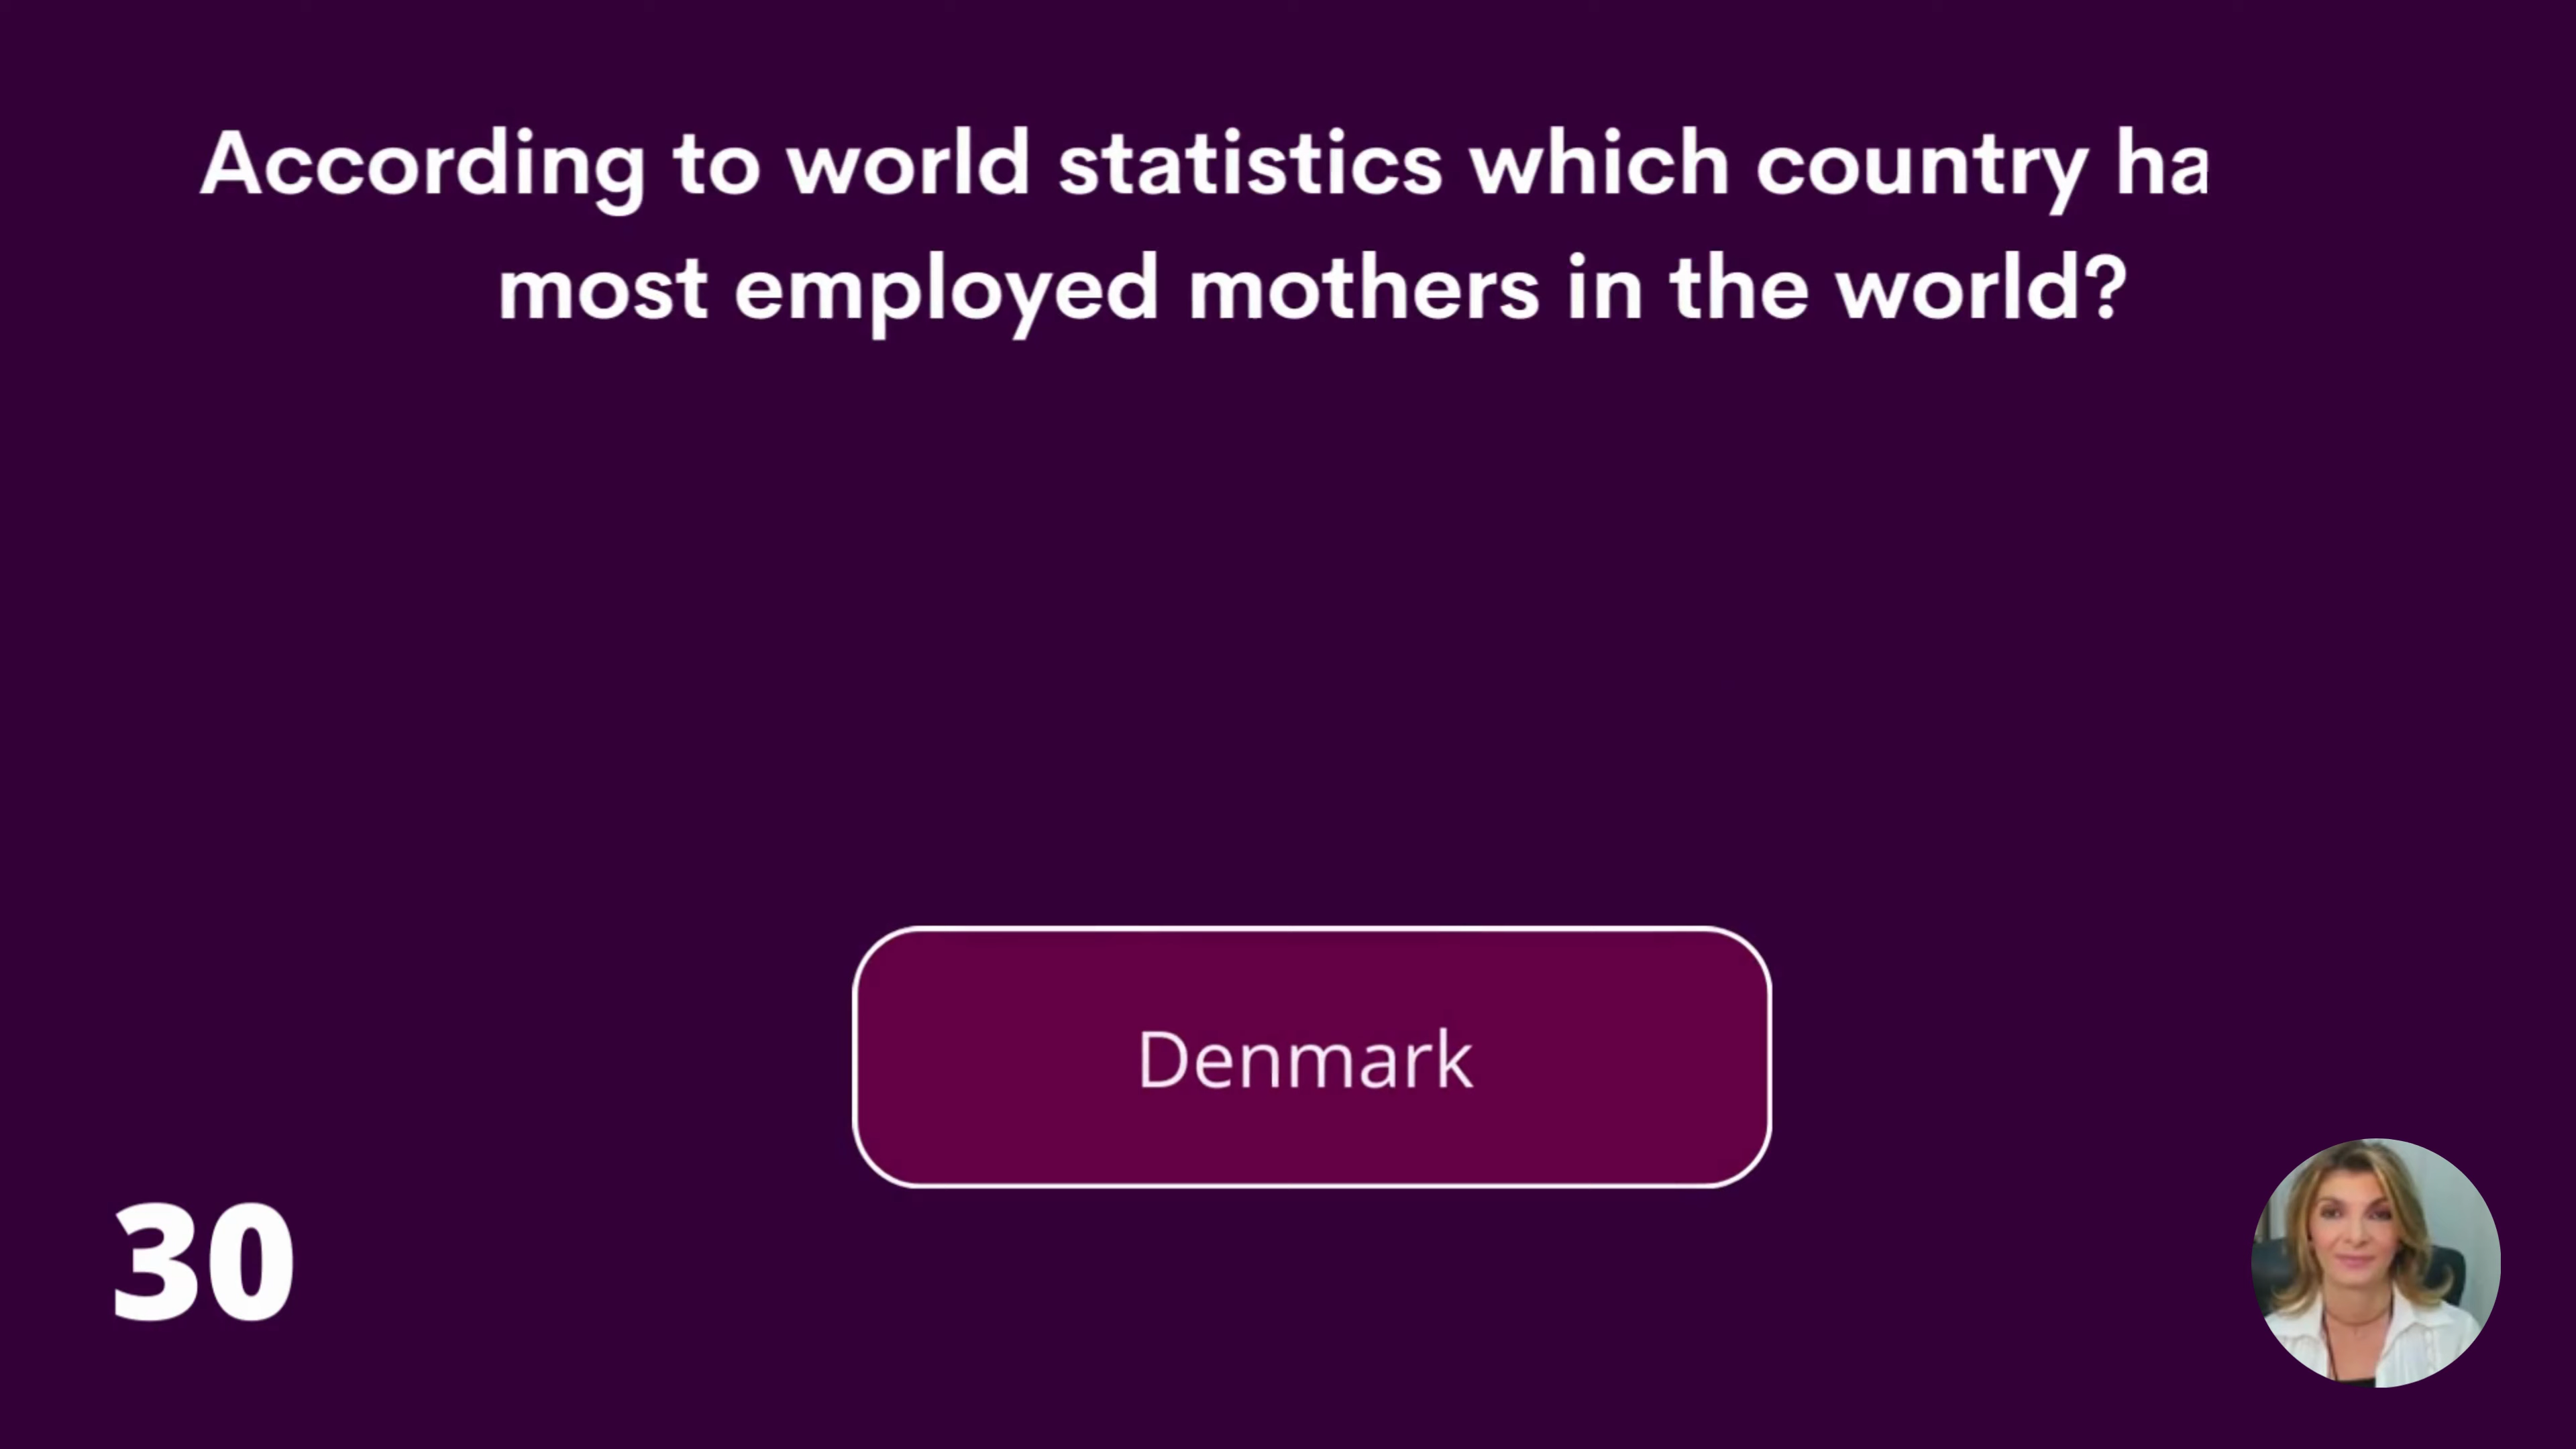 According to world statistics which country ha
most employed mothers in the world?
Denmark
30